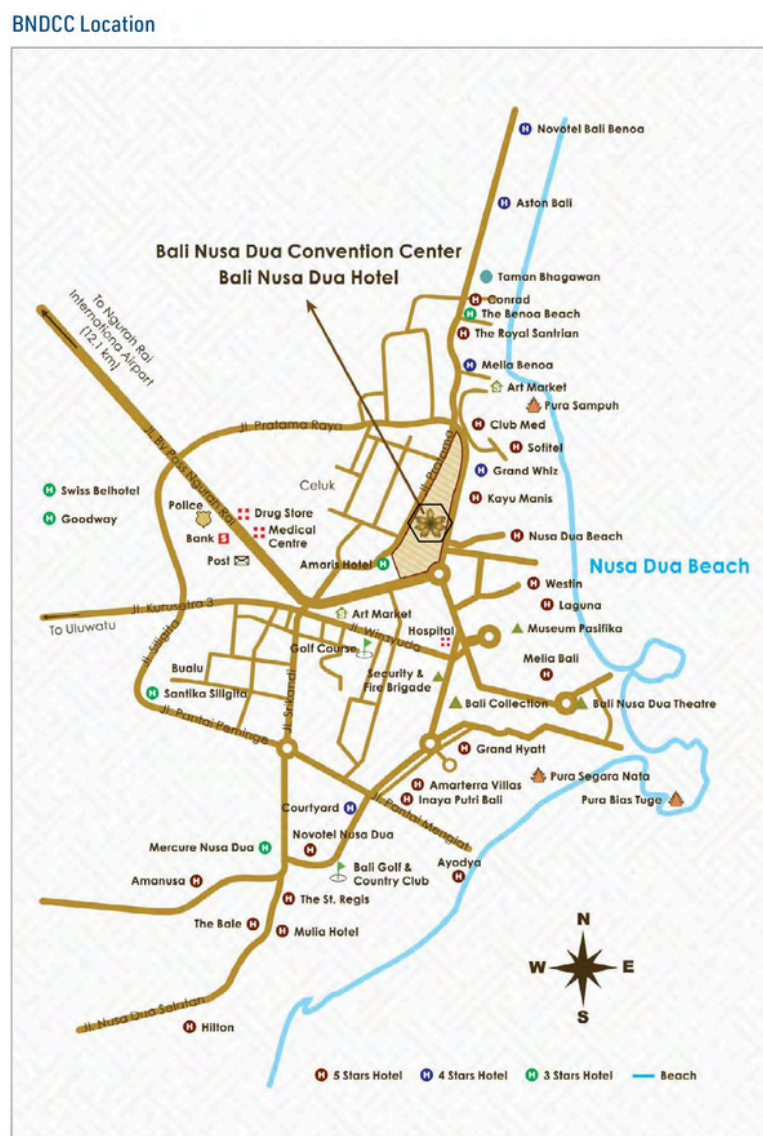 BNDCC Location
Novotel Bali Benoa
Aston Bali
Bali Nusa Dua Convention Center
Bali Nusa Dua Hotel
Taman Bhagawan
To Ngurah Rai
Internationa Airport
(12.1 km)
Conrad
The Benoa Beach
The Royal Santrian
Melia Benoa
Art Market
Pura Sampuh
Jl. Pratama Raya
Club Med
Sofitel
Jl. By Pass Ngurah Rai
Jl. Pratama
Grand Whiz
Celuk
Swiss Belhotel
Kayu Manis
Police
Drug Store
Goodway
Medical
Centre
Bank
Nusa Dua Beach
Post
Amaris Hotel
Nusa Dua Beach
Westin
Laguna
Jl. Kurusatra 3
Art Market
To Uluwatu
Jl. Wirayuda
Hospital
Museum Pasifika
Golf Course
Jl. Siligita
Bualu
Security &
Fire Brigade
Melia Bali
Santika Siligita
Jl. Srikandi
Bali Collection
Bali Nusa Dua Theatre
Jl. Pantai Peminge
Grand Hyatt
Pura Segara Nata
Amarterra Villas
Inaya Putri Bali
Pura Bias Tuge
Courtyard
Jl. Pantai Mengiat
Novotel Nusa Dua
Mercure Nusa Dua
Bali Golf &
Country Club
Ayodya
Amanusa
The St. Regis
The Bale
Mulia Hotel
N
W
E
S
Jl. Nusa Dua Selatan
Hilton
H 5 Stars Hotel H 4 Stars Hotel H 3 Stars Hotel Beach